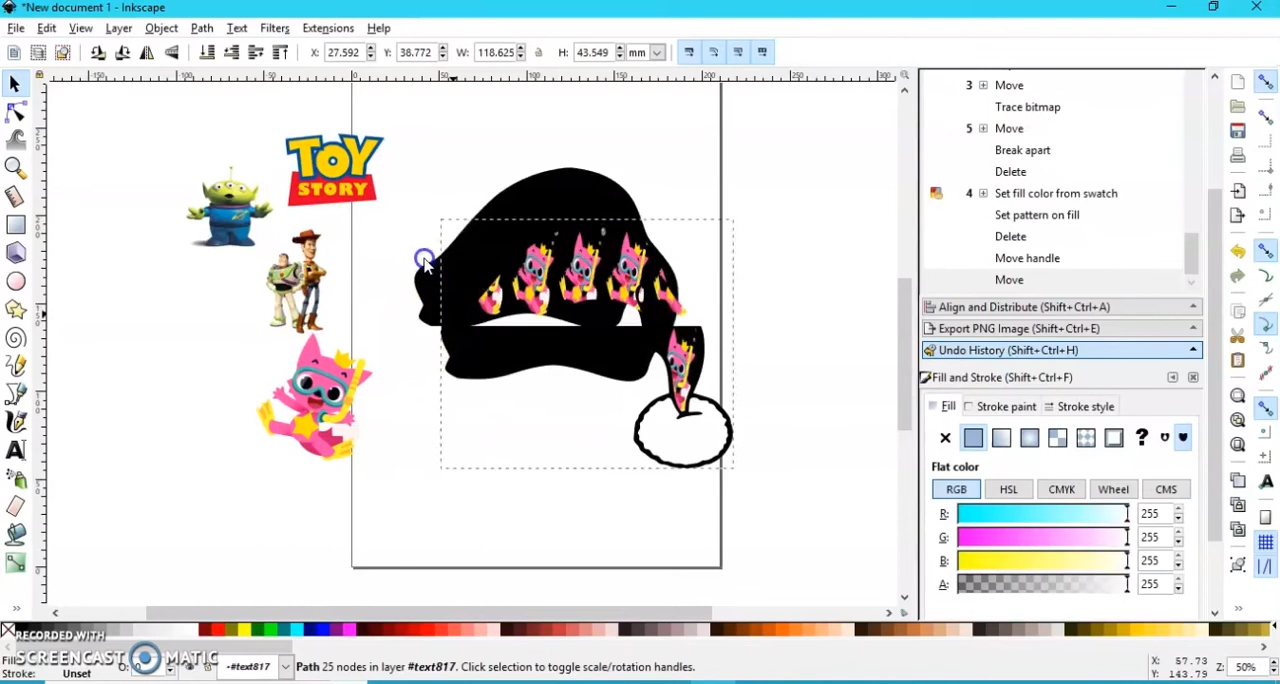 *New document 1 - Inkscape
File Edit View Layer Object Path Text Filters Extensions Help
X: 27.592 Y: 38.772 W: 118.625 H: 43.549 mm
3 Move
Trace bitmap
5 Move
Break apart
Delete
4 Set fill color from swatch
Set pattern on fill
Delete
Move handle
Move
Align and Distribute (Shift+Ctrl+A)
Export PNG Image (Shift+Ctrl+E)
Undo History (Shift+Ctrl+H)
Fill and Stroke (Shift+Ctrl+F)
Fill Stroke paint Stroke style
Flat color
RGB HSL CMYK Wheel CMS
R: 255
G: 255
B: 255
A: 255
TOY
STORY
RECORDED WITH
SCREENCAST MATIC
Stroke: Unset O: -#text817 Path 25 nodes in layer #text817. Click selection to toggle scale/rotation handles.
X: 57.73
Y: 143.79
Z: 50%